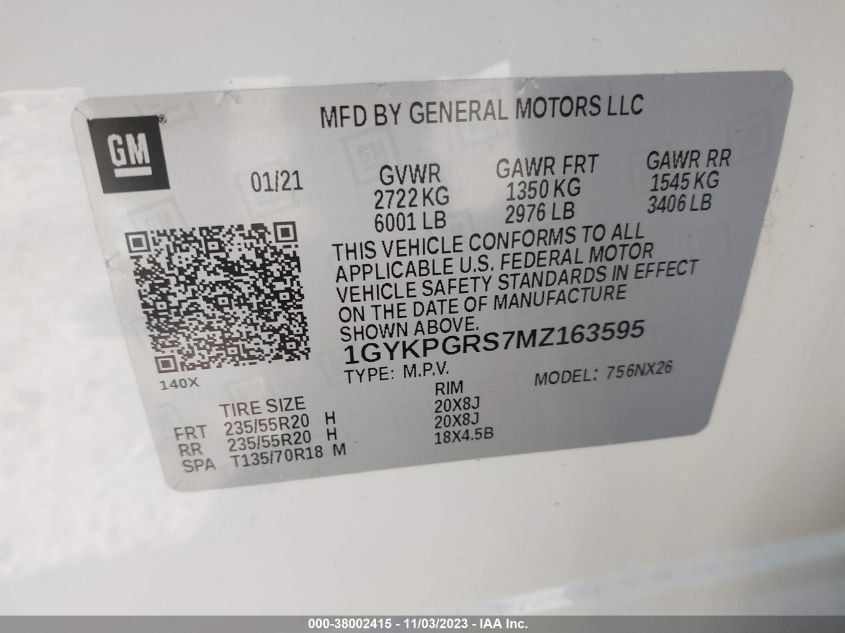 MFD BY GENERAL MOTORS LLC
GM®
01/21
GVWR GAWR FRT GAWR RR
2722 KG 1350 KG 1545 KG
6001 LB 2976 LB 3406 LB
THIS VEHICLE CONFORMS TO ALL
APPLICABLE U.S. FEDERAL MOTOR
VEHICLE SAFETY STANDARDS IN EFFECT
ON THE DATE OF MANUFACTURE
SHOWN ABOVE.
1GYKPGRS7MZ163595
140X
TYPE: M.P.V. MODEL: 756NX26
TIRE SIZE RIM
FRT 235/55R20 H 20X8J
RR 235/55R20 H 20X8J
SPA T135/70R18 M 18X4.5B
000-38002415 - 11/03/2023 - IAA Inc.